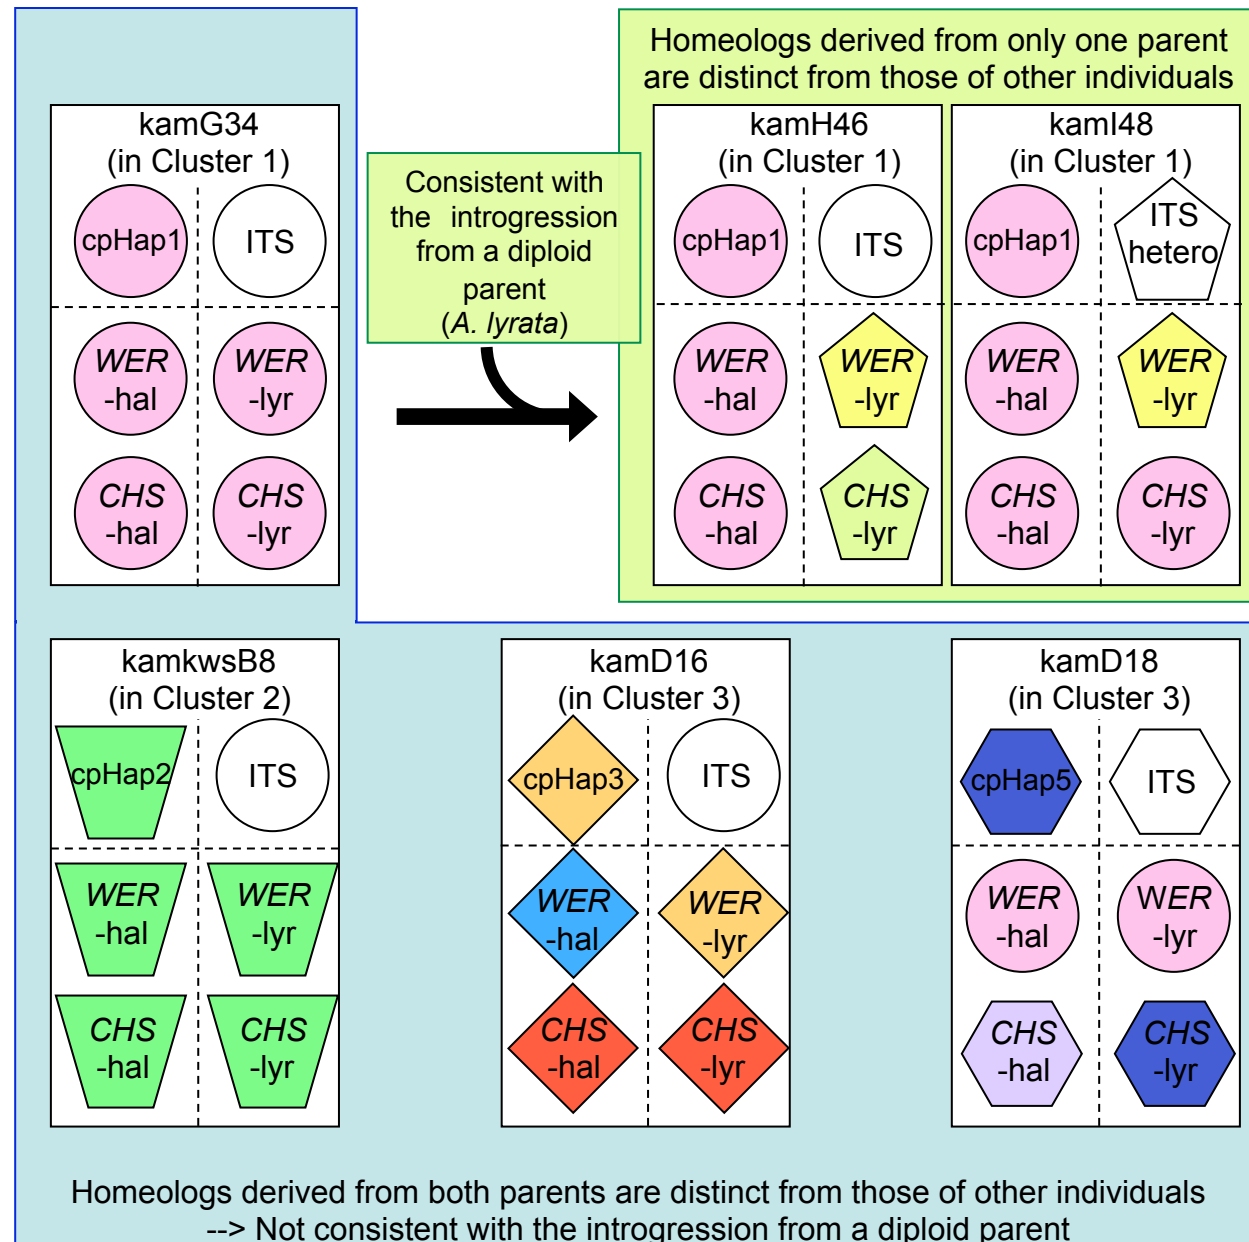 Homeologs derived from only one parent
are distinct from those of other individuals
kamG34
(in Cluster 1)
cpHap1
ITS
WER
-hal
WER
-lyr
CHS
-hal
CHS
-lyr
Consistent with
the introgression
from a diploid
parent
(A. lyrata)
kamH46
(in Cluster 1)
cpHap1
ITS
WER
-hal
WER
-lyr
CHS
-hal
CHS
-lyr
kamI48
(in Cluster 1)
cpHap1
ITS
hetero
WER
-hal
WER
-lyr
CHS
-hal
CHS
-lyr
kamkwsB8
(in Cluster 2)
cpHap2
ITS
WER
-hal
WER
-lyr
CHS
-hal
CHS
-lyr
kamD16
(in Cluster 3)
cpHap3
ITS
WER
-hal
WER
-lyr
CHS
-hal
CHS
-lyr
kamD18
(in Cluster 3)
cpHap5
ITS
WER
-hal
WER
-lyr
CHS
-hal
CHS
-lyr
Homeologs derived from both parents are distinct from those of other individuals
--> Not consistent with the introgression from a diploid parent